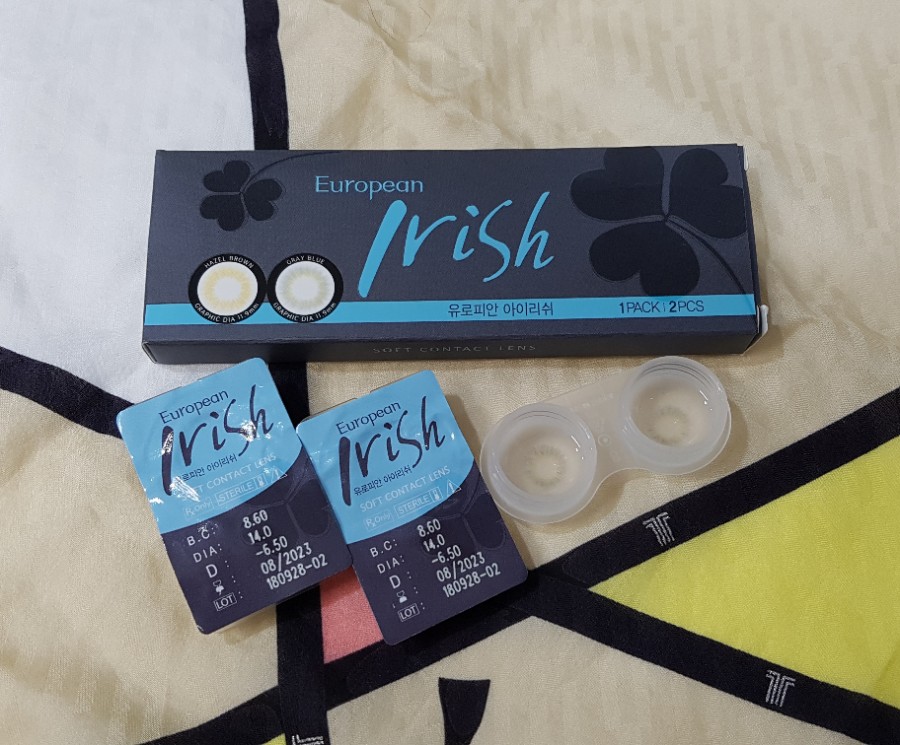 European
Irish
HAZEL BROWN
GRAPHIC DIA 11.9mm
GRAY BLUE
GRAPHIC DIA 11.9mm
유로피안 아이리쉬
1PACK | 2PCS
SOFT CONTACT LENS
European
Irish
유로피안 아이리쉬
SOFT CONTACT LENS
Rx Only STERILE
B.C: 8.60
DIA: 14.0
D : -6.50
: 08/2023
LOT : 180928-02
European
Irish
유로피안 아이리쉬
SOFT CONTACT LENS
Rx Only STERILE
B.C: 8.60
DIA: 14.0
D : -6.50
: 08/2023
LOT : 180928-02